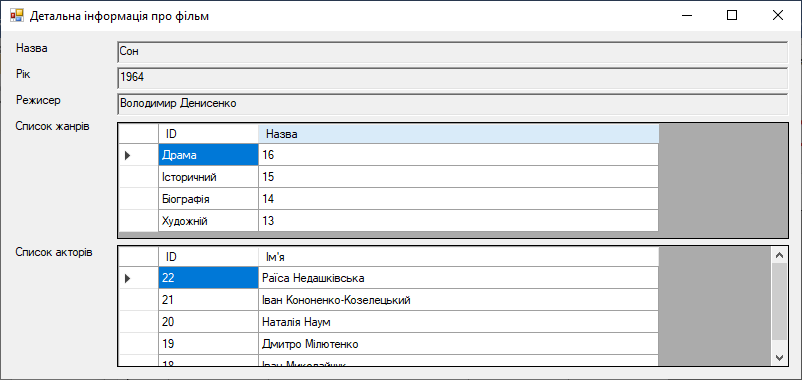 Детальна інформація про фільм
Назва
Сон
Рік
1964
Режисер
Володимир Денисенко
Список жанрів
ID Назва
Драма 16
Історичний 15
Біографія 14
Художній 13
Список акторів
ID Ім'я
22 Раїса Недашківська
21 Іван Кононенко-Козелецький
20 Наталія Наум
19 Дмитро Мілютенко
18 Іван Миколайчук